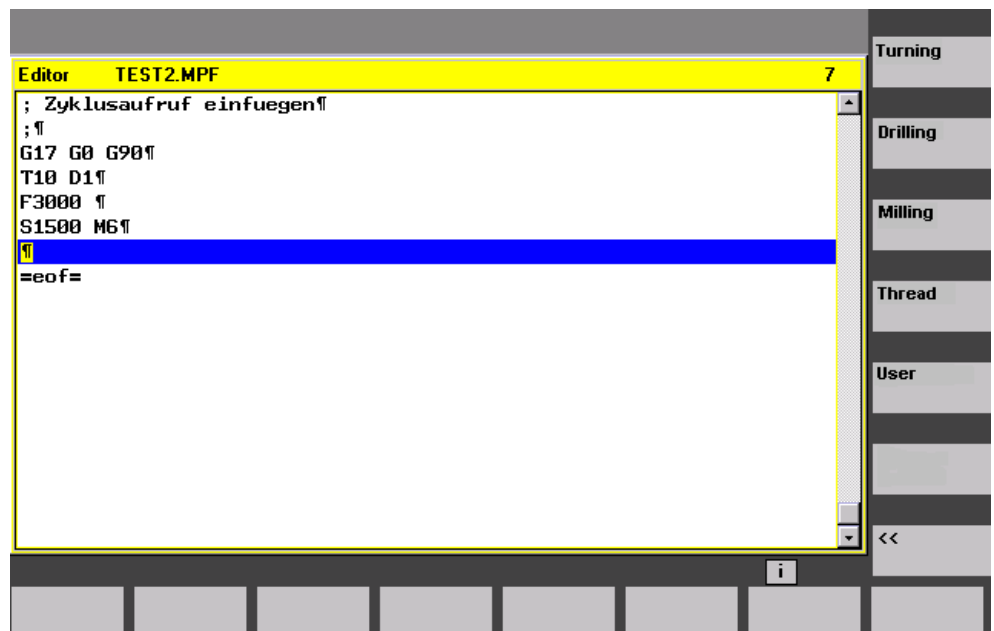 Editor TEST2.MPF 7
; Zyklusaufruf einfuegen¶
;¶
G17 G0 G90¶
T10 D1¶
F3000 ¶
S1500 M6¶
¶
=eof=
Turning
Drilling
Milling
Thread
User
<<
i